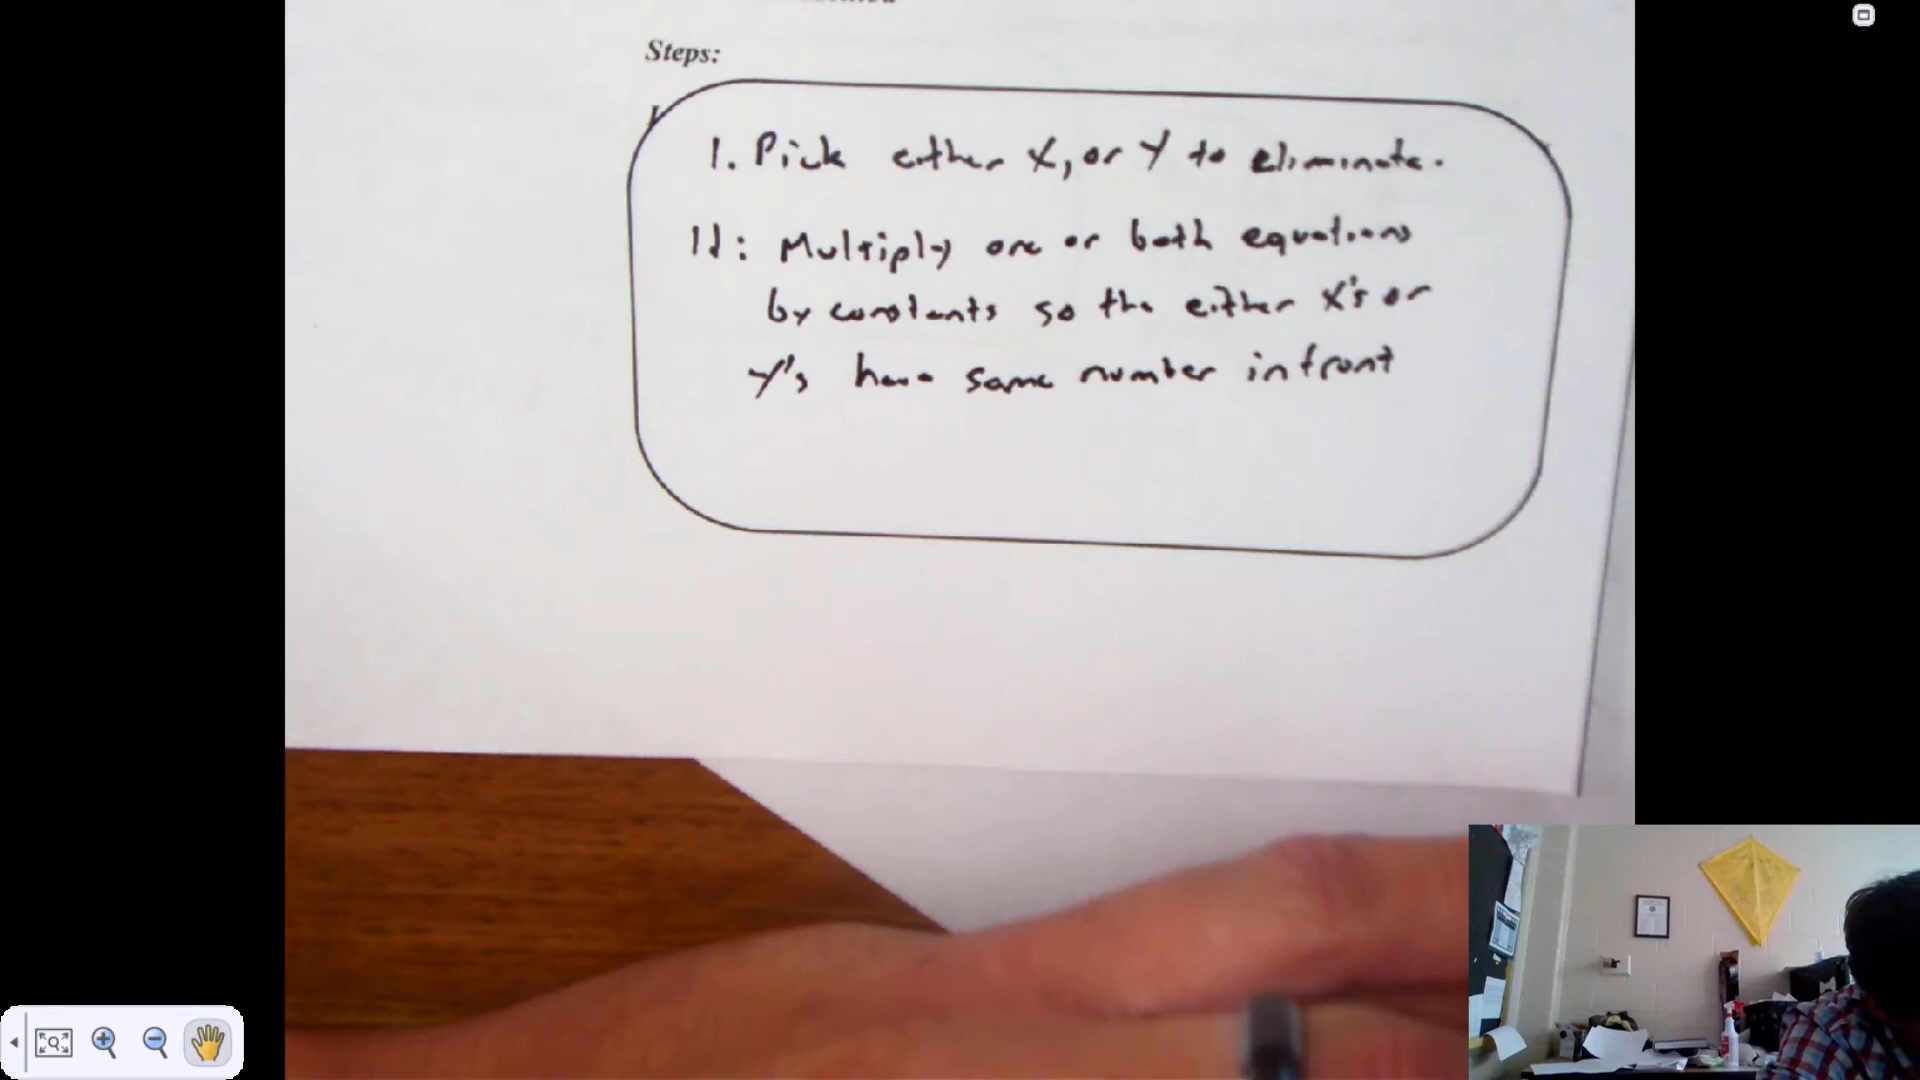 Steps:
1. Pick either X, or Y to eliminate.
11: Multiply one or both equations
by constants so the either X's or
Y's have same number infront